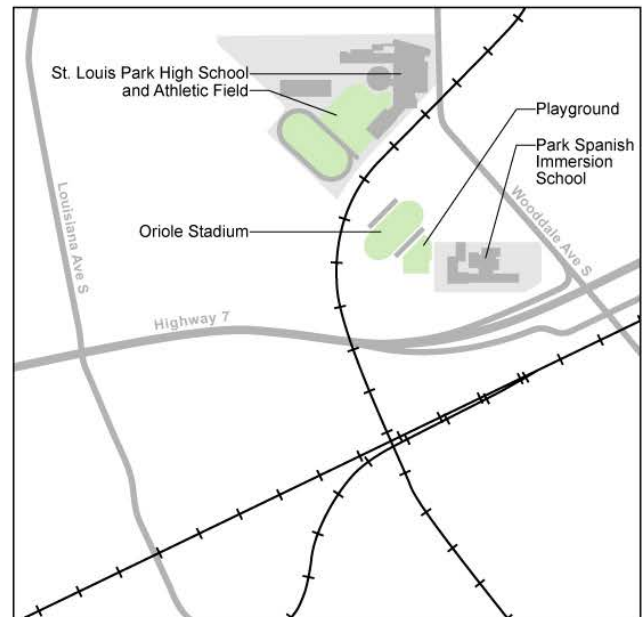 St. Louis Park High School
and Athletic Field
Playground
Park Spanish
Immersion
School
Louisiana Ave S
Wooddale Ave S
Oriole Stadium
Highway 7